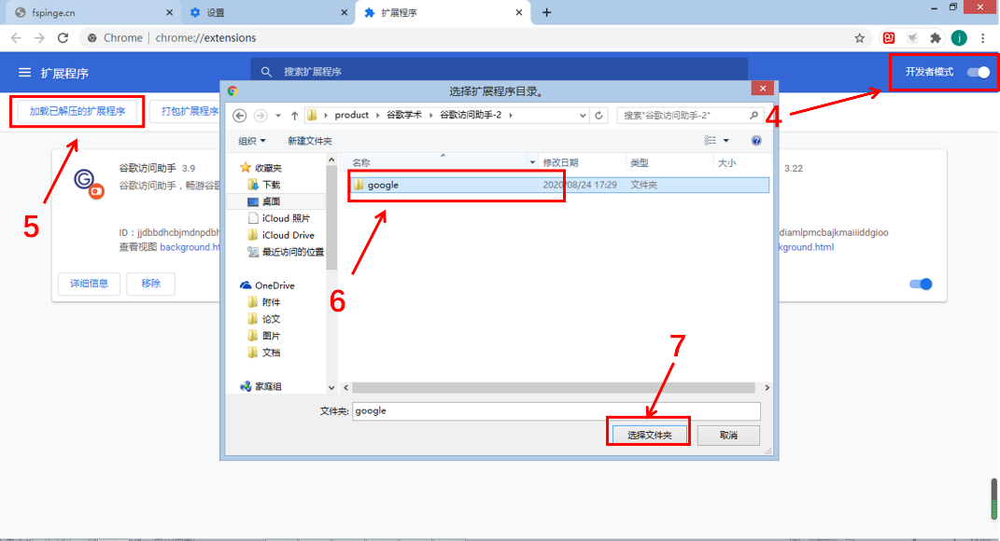 fspinge.cn
设置
扩展程序
Chrome | chrome://extensions
j
扩展程序
搜索扩展程序
开发者模式
加载已解压的扩展程序
打包扩展程序
选择扩展程序目录。
product
谷歌学术
谷歌访问助手-2
搜索"谷歌访问助手-2"
4
组织
新建文件夹
名称
修改日期
类型
大小
收藏夹
下载
桌面
iCloud 照片
iCloud Drive
最近访问的位置
OneDrive
附件
论文
图片
文档
家庭组
google
2020/08/24 17:29
文件夹
谷歌访问助手 3.9
谷歌访问助手，畅游谷歌
ID：jjdbbdhcbjmdnpdbh
查看视图 background.ht
详细信息
移除
3.22
diamlpmcbajkmaiiiddgioo
kground.html
5
6
7
文件夹:
google
选择文件夹
取消